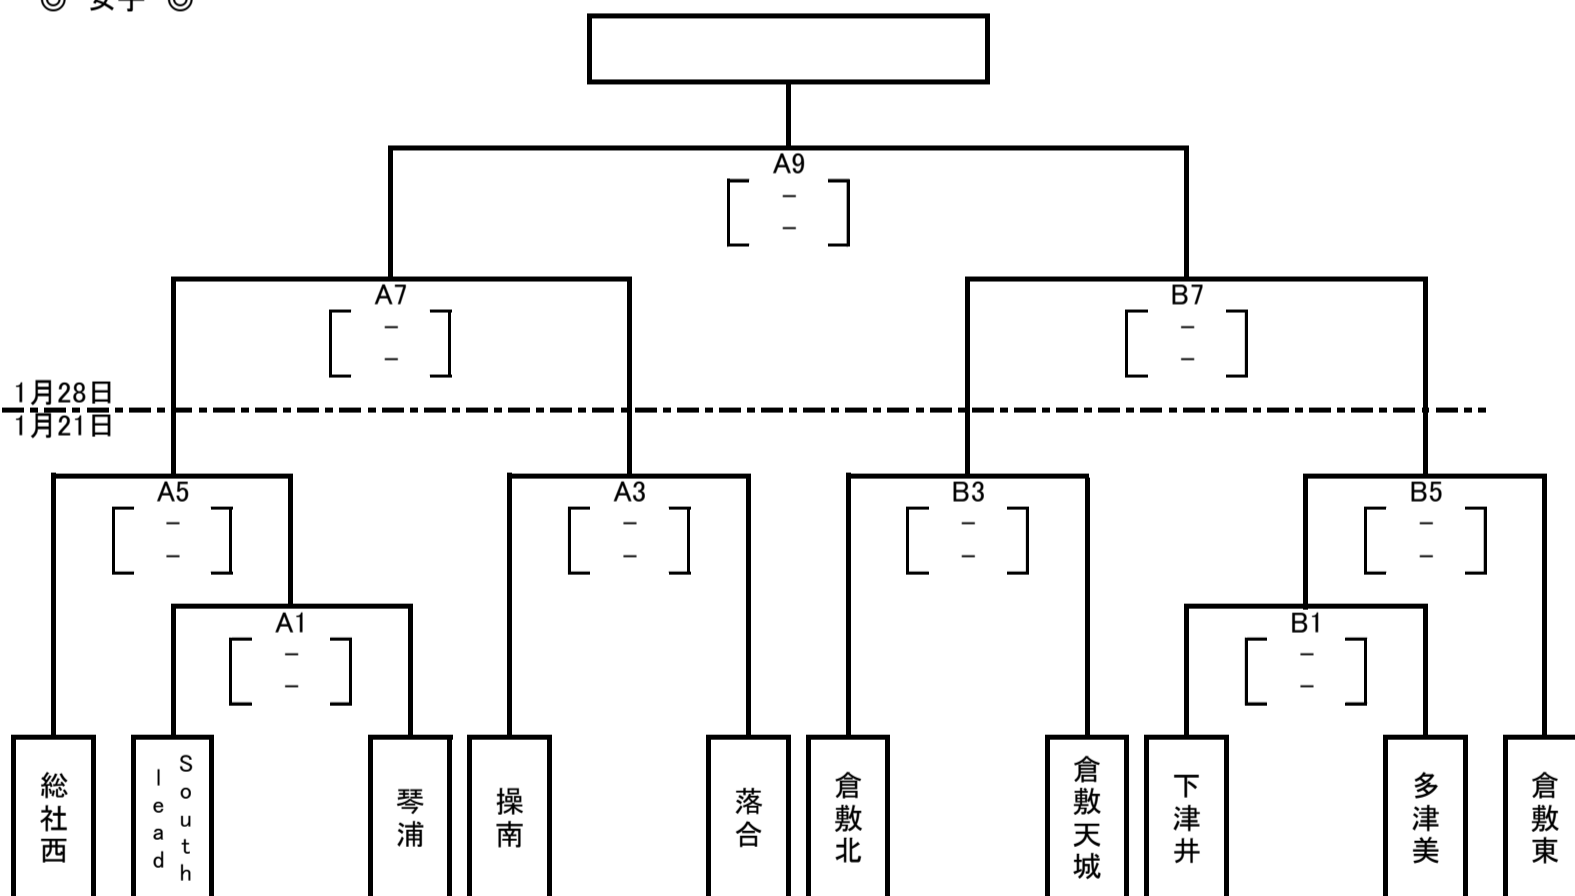 ◎ 女子 ◎
A9
-
-
A7
-
-
B7
-
-
1月28日
1月21日
A5
-
-
A3
-
-
B3
-
-
B5
-
-
A1
-
-
B1
-
-
総社西
South
lead
琴浦
操南
落合
倉敷北
倉敷天城
下津井
多津美
倉敷東